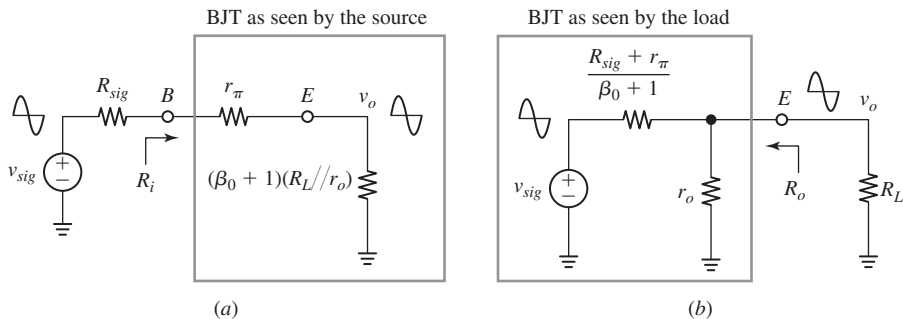 BJT as seen by the source
R_sig
B
r_π
E
v_o
v_sig
+
−
R_i
(β_0 + 1)(R_L//r_o)
(a)
BJT as seen by the load
R_sig + r_π
β_0 + 1
E
v_o
v_sig
+
−
r_o
R_o
R_L
(b)